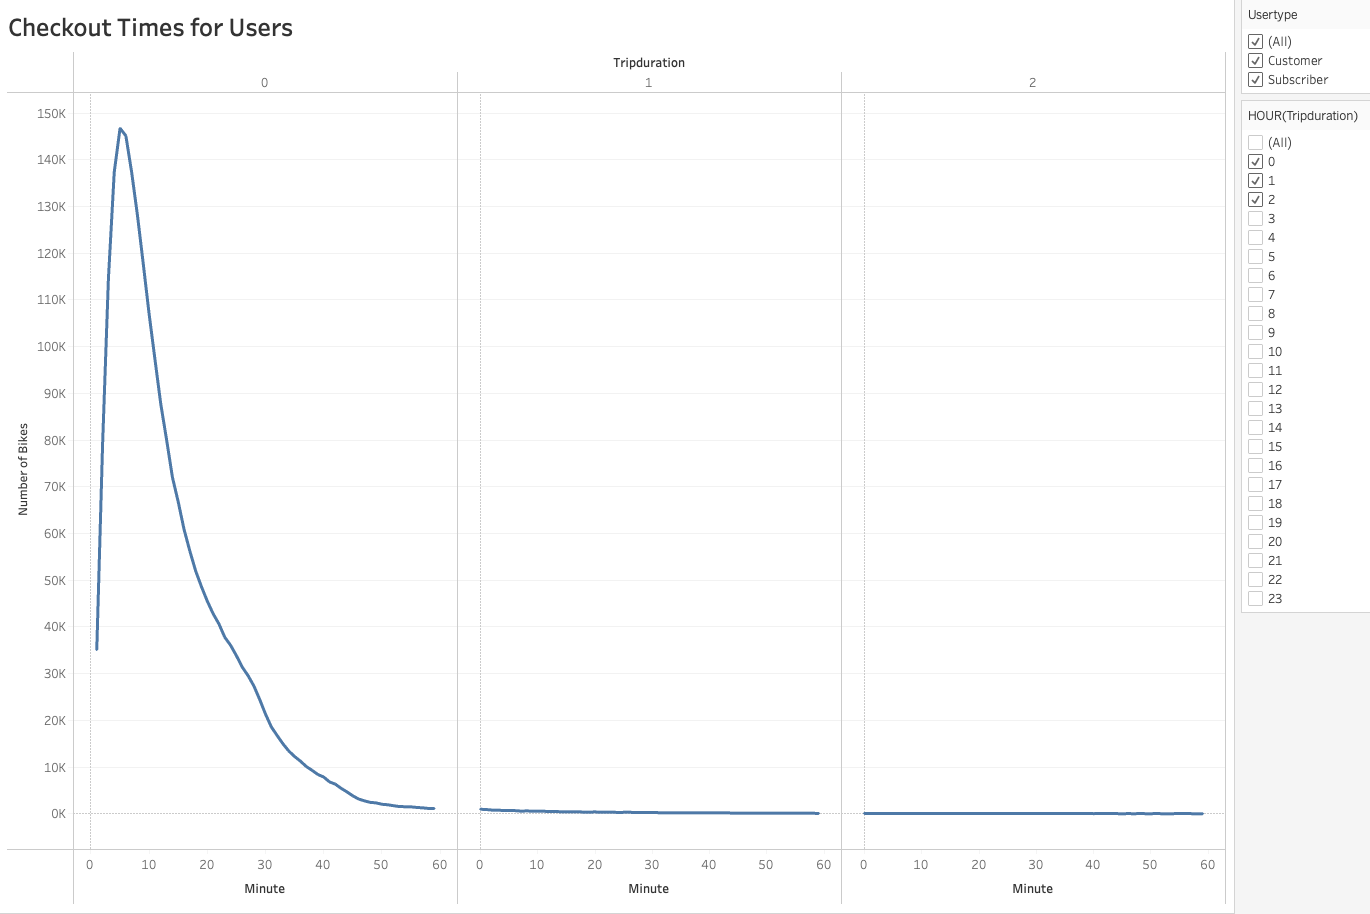 Checkout Times for Users
Tripduration
0 1 2
150K
140K
130K
120K
110K
100K
90K
80K
70K
60K
50K
40K
30K
20K
10K
0K
Number of Bikes
0 10 20 30 40 50 60 0 10 20 30 40 50 60 0 10 20 30 40 50 60
Minute Minute Minute
Usertype
(All)
Customer
Subscriber
HOUR(Tripduration)
(All)
0
1
2
3
4
5
6
7
8
9
10
11
12
13
14
15
16
17
18
19
20
21
22
23